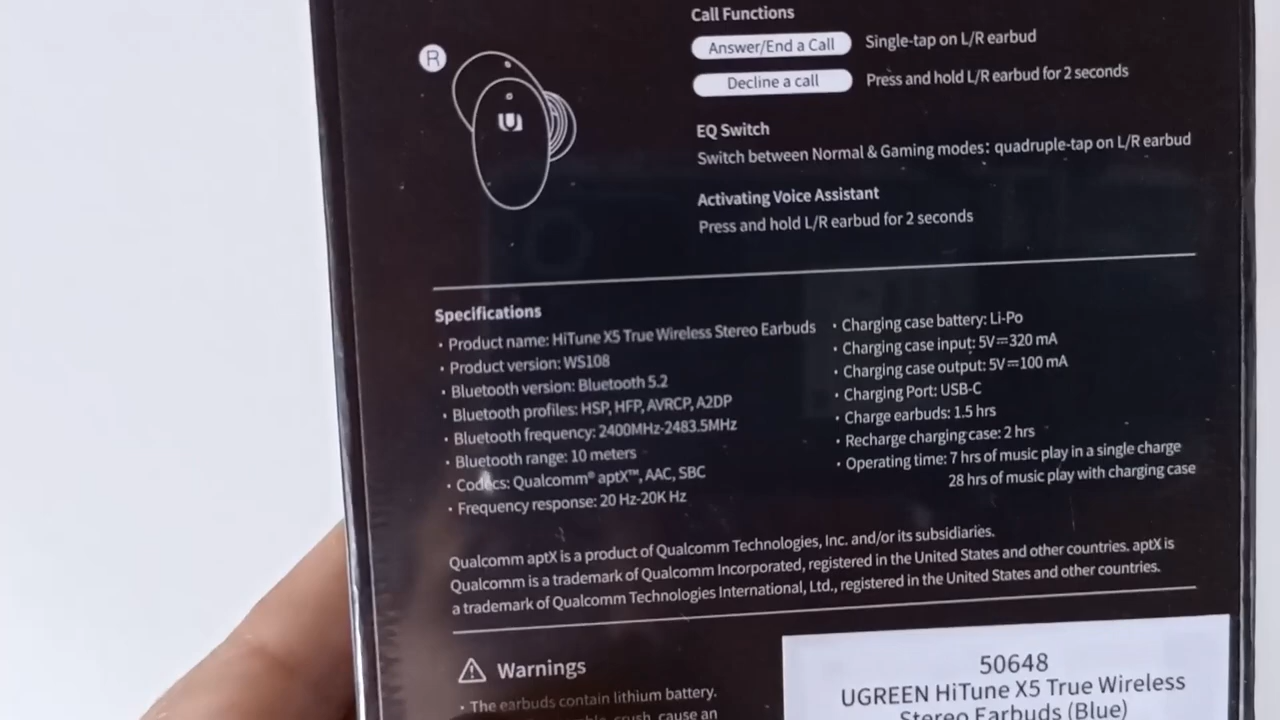 Call Functions
Answer/End a Call Single-tap on L/R earbud
Decline a call Press and hold L/R earbud for 2 seconds
R
EQ Switch
Switch between Normal & Gaming modes: quadruple-tap on L/R earbud
Activating Voice Assistant
Press and hold L/R earbud for 2 seconds
Specifications
· Product name: HiTune X5 True Wireless Stereo Earbuds
· Product version: WS108
· Bluetooth version: Bluetooth 5.2
· Bluetooth profiles: HSP, HFP, AVRCP, A2DP
· Bluetooth frequency: 2400MHz-2483.5MHz
· Bluetooth range: 10 meters
· Codecs: Qualcomm® aptX™, AAC, SBC
· Frequency response: 20 Hz-20K Hz
· Charging case battery: Li-Po
· Charging case input: 5V⎓320 mA
· Charging case output: 5V⎓100 mA
· Charging Port: USB-C
· Charge earbuds: 1.5 hrs
· Recharge charging case: 2 hrs
· Operating time: 7 hrs of music play in a single charge
28 hrs of music play with charging case
Qualcomm aptX is a product of Qualcomm Technologies, Inc. and/or its subsidiaries.
Qualcomm is a trademark of Qualcomm Incorporated, registered in the United States and other countries. aptX is
a trademark of Qualcomm Technologies International, Ltd., registered in the United States and other countries.
Warnings
· The earbuds contain lithium battery.
crush, cause an
50648
UGREEN HiTune X5 True Wireless
Stereo Earbuds (Blue)